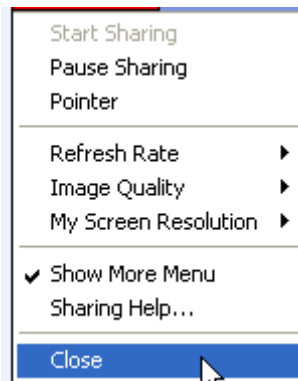 Start Sharing
Pause Sharing
Pointer
Refresh Rate
Image Quality
My Screen Resolution
Show More Menu
Sharing Help...
Close